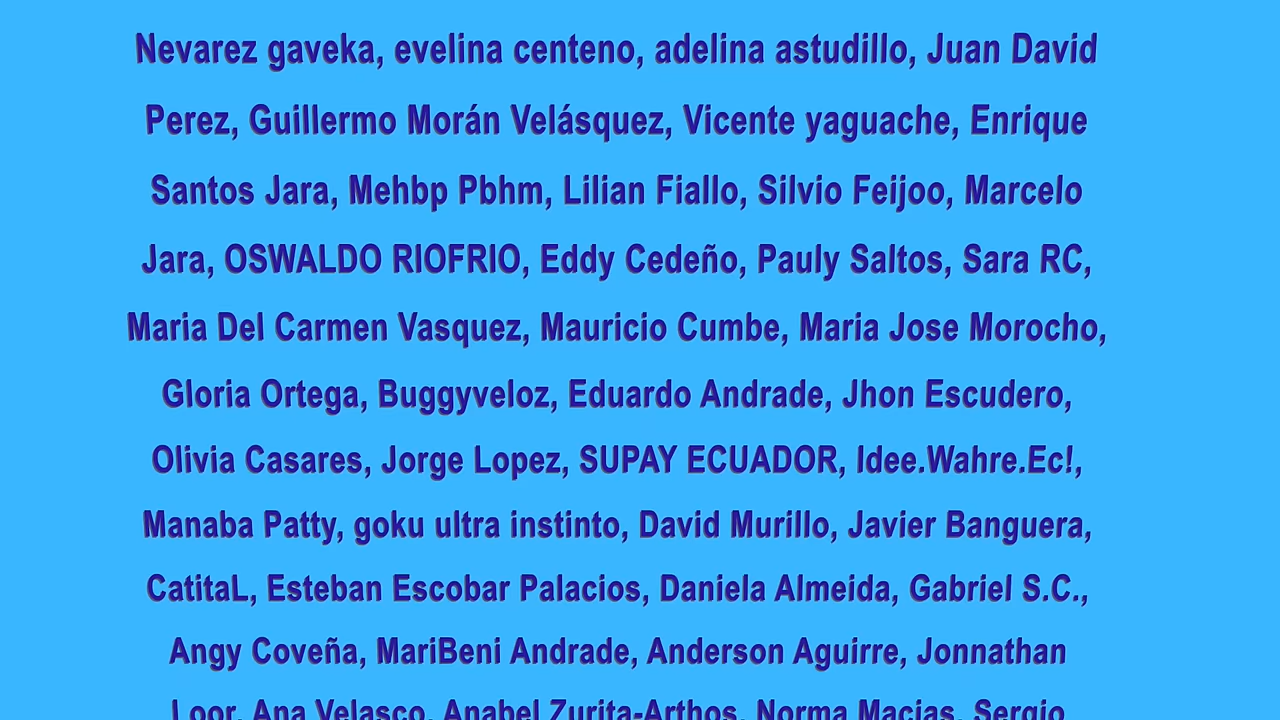 Nevarez gaveka, evelina centeno, adelina astudillo, Juan David
Perez, Guillermo Morán Velásquez, Vicente yaguache, Enrique
Santos Jara, Mehbp Pbhm, Lilian Fiallo, Silvio Feijoo, Marcelo
Jara, OSWALDO RIOFRIO, Eddy Cedeño, Pauly Saltos, Sara RC,
Maria Del Carmen Vasquez, Mauricio Cumbe, Maria Jose Morocho,
Gloria Ortega, Buggyveloz, Eduardo Andrade, Jhon Escudero,
Olivia Casares, Jorge Lopez, SUPAY ECUADOR, Idee.Wahre.Ec!,
Manaba Patty, goku ultra instinto, David Murillo, Javier Banguera,
CatitaL, Esteban Escobar Palacios, Daniela Almeida, Gabriel S.C.,
Angy Coveña, MariBeni Andrade, Anderson Aguirre, Jonnathan
Loor, Ana Velasco, Anabel Zurita-Arthos, Norma Macias, Sergio